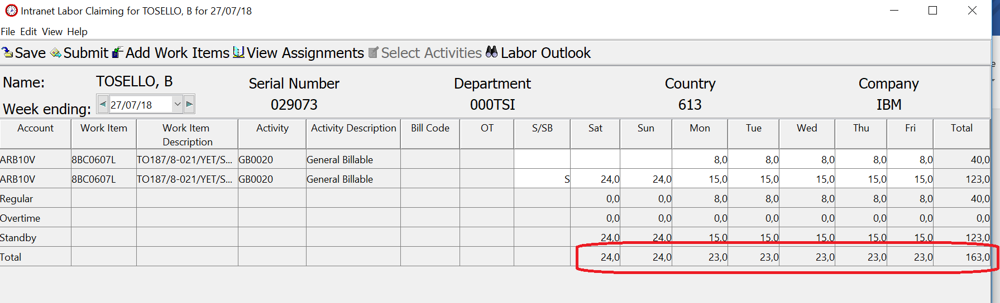 Intranet Labor Claiming for TOSELLO, B for 27/07/18
File Edit View Help
Save Submit Add Work Items View Assignments Select Activities Labor Outlook
Name: TOSELLO, B Serial Number Department Country Company
Week ending: 27/07/18 029073 000TSI 613 IBM
Account Work Item Work Item Description Activity Activity Description Bill Code OT S/SB Sat Sun Mon Tue Wed Thu Fri Total
ARB10V 8BC0607L TO187/8-021/YET/S... GB0020 General Billable 8,0 8,0 8,0 8,0 8,0 40,0
ARB10V 8BC0607L TO187/8-021/YET/S... GB0020 General Billable S 24,0 24,0 15,0 15,0 15,0 15,0 15,0 123,0
Regular 0,0 0,0 8,0 8,0 8,0 8,0 8,0 40,0
Overtime 0,0 0,0 0,0 0,0 0,0 0,0 0,0 0,0
Standby 24,0 24,0 15,0 15,0 15,0 15,0 15,0 123,0
Total 24,0 24,0 23,0 23,0 23,0 23,0 23,0 163,0